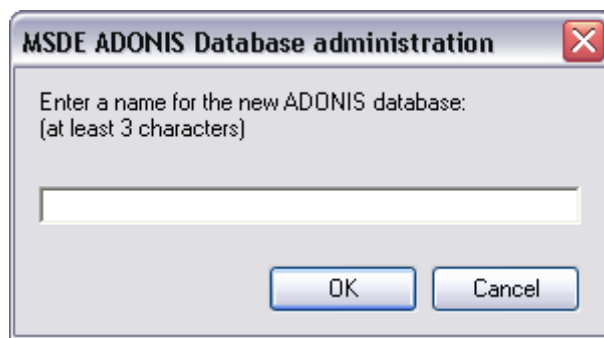 MSDE ADONIS Database administration
Enter a name for the new ADONIS database:
(at least 3 characters)
OK
Cancel